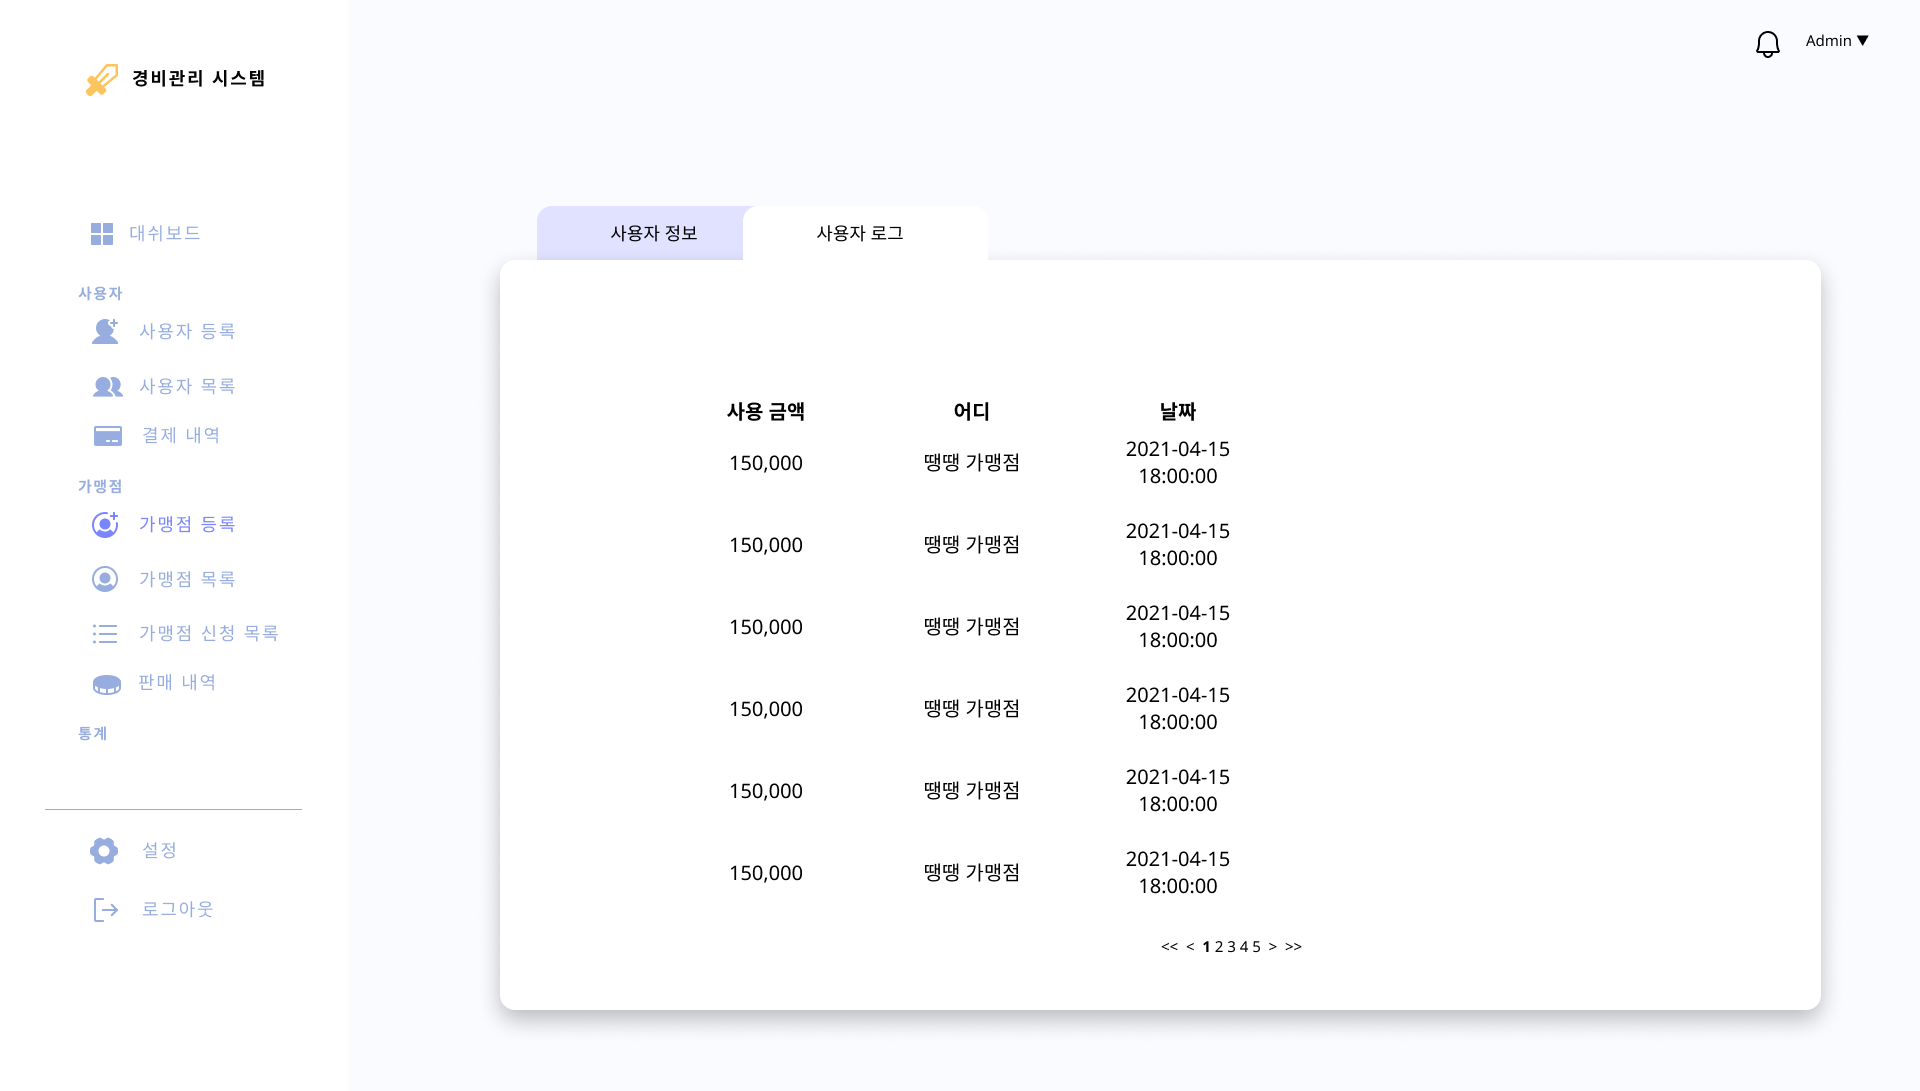 경비관리 시스템
Admin ▼
대쉬보드
사용자
사용자 등록
사용자 목록
결제 내역
가맹점
가맹점 등록
가맹점 목록
가맹점 신청 목록
판매 내역
통계
설정
로그아웃
사용자 정보 사용자 로그
사용 금액 어디 날짜
150,000 땡땡 가맹점 2021-04-15
18:00:00
150,000 땡땡 가맹점 2021-04-15
18:00:00
150,000 땡땡 가맹점 2021-04-15
18:00:00
150,000 땡땡 가맹점 2021-04-15
18:00:00
150,000 땡땡 가맹점 2021-04-15
18:00:00
150,000 땡땡 가맹점 2021-04-15
18:00:00
<< < 1 2 3 4 5 > >>